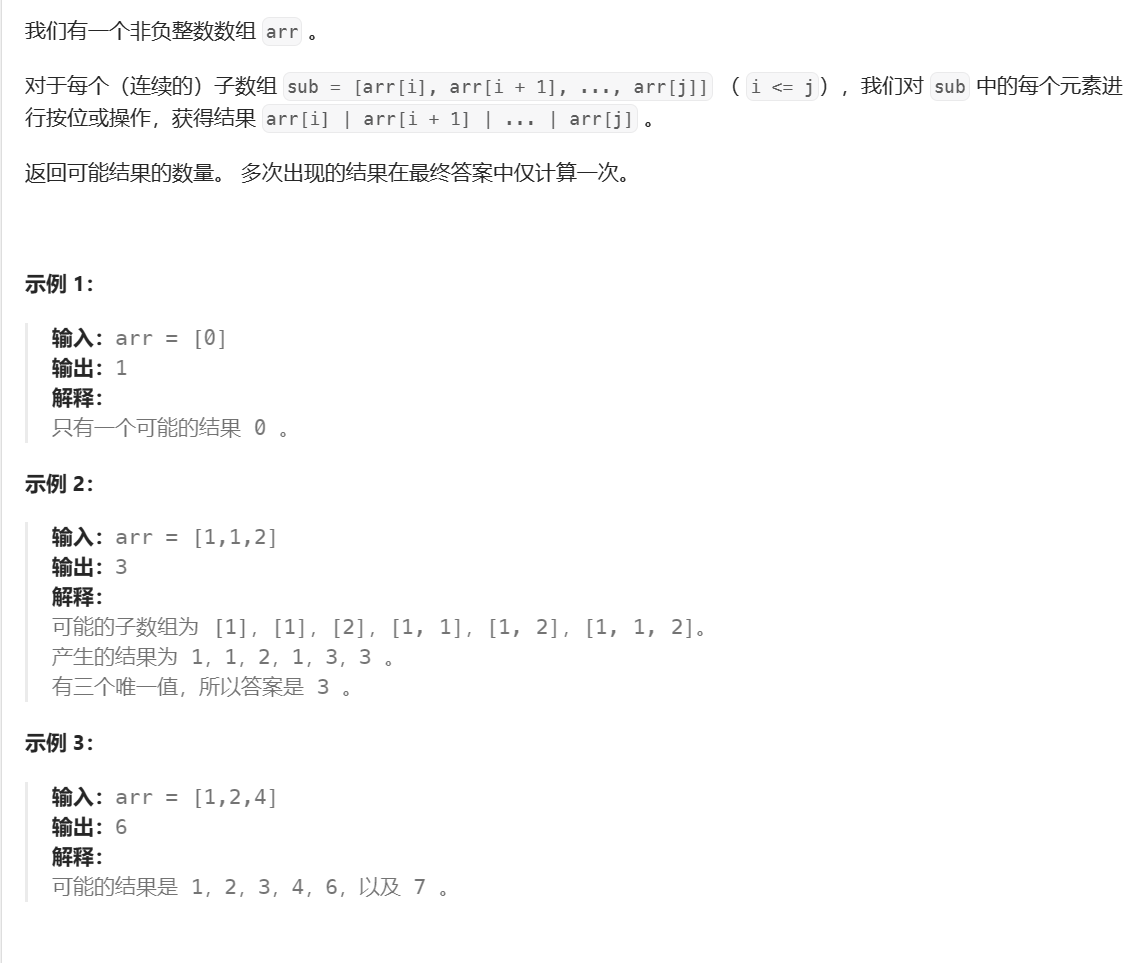 我们有一个非负整数数组 arr 。
对于每个（连续的）子数组 sub = [arr[i], arr[i + 1], ..., arr[j]] （ i <= j），我们对 sub 中的每个元素进
行按位或操作，获得结果 arr[i] | arr[i + 1] | ... | arr[j] 。
返回可能结果的数量。 多次出现的结果在最终答案中仅计算一次。
示例 1：
输入：arr = [0]
输出：1
解释：
只有一个可能的结果 0 。
示例 2：
输入：arr = [1,1,2]
输出：3
解释：
可能的子数组为 [1], [1], [2], [1, 1], [1, 2], [1, 1, 2]。
产生的结果为 1, 1, 2, 1, 3, 3 。
有三个唯一值，所以答案是 3 。
示例 3：
输入：arr = [1,2,4]
输出：6
解释：
可能的结果是 1, 2, 3, 4, 6, 以及 7 。